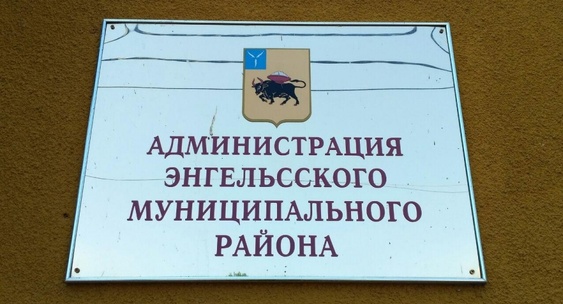 АДМИНИСТРАЦИЯ
ЭНГЕЛЬССКОГО
МУНИЦИПАЛЬНОГО
РАЙОНА